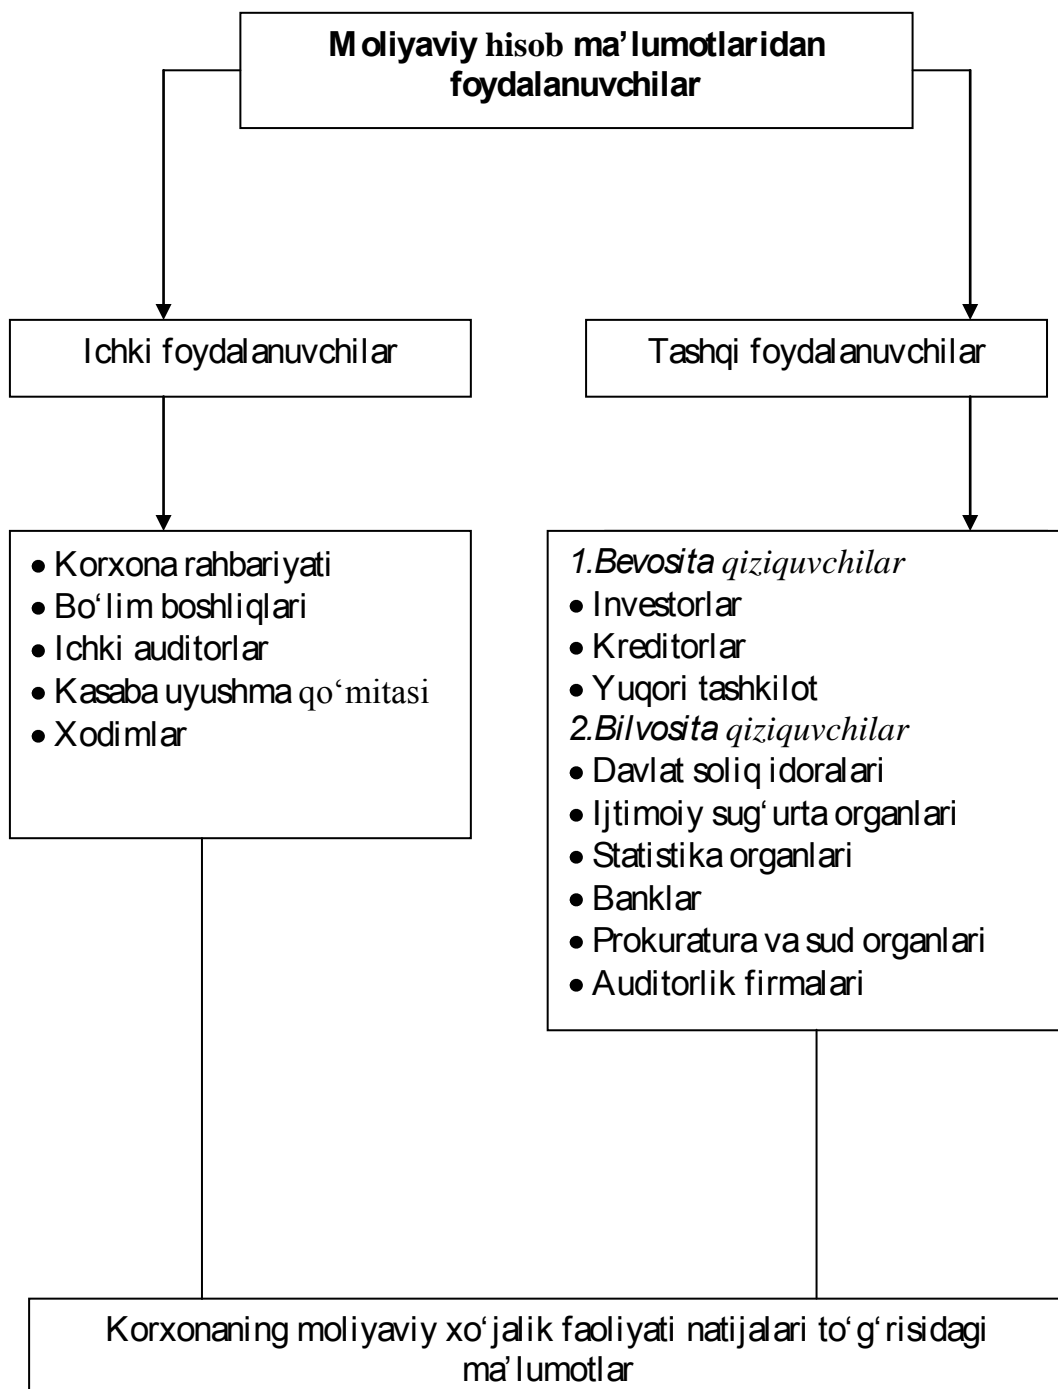 Moliyaviy hisob ma’lumotlaridan
foydalanuvchilar
Ichki foydalanuvchilar
Tashqi foydalanuvchilar
• Korxona rahbariyati
• Bo‘lim boshliqlari
• Ichki auditorlar
• Kasaba uyushma qo‘mitasi
• Xodimlar
1.Bevosita qiziquvchilar
• Investorlar
• Kreditorlar
• Yuqori tashkilot
2.Bilvosita qiziquvchilar
• Davlat soliq idoralari
• Ijtimoiy sug‘urta organlari
• Statistika organlari
• Banklar
• Prokuratura va sud organlari
• Auditorlik firmalari
Korxonaning moliyaviy xo‘jalik faoliyati natijalari to‘g‘risidagi
ma’lumotlar